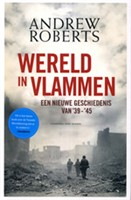 ANDREW
ROBERTS
WERELD
IN VLAMMEN
EEN NIEUWE GESCHIEDENIS
VAN '39 – '45